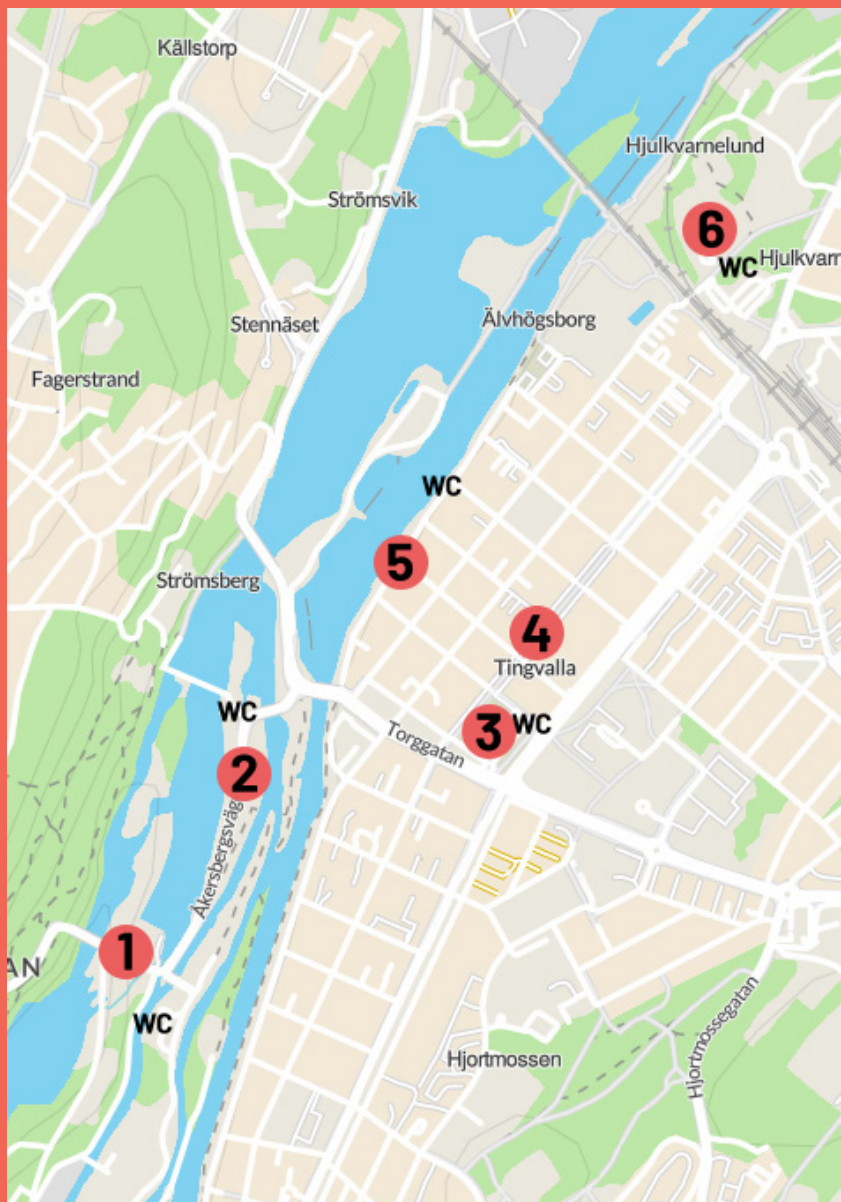 Källstorp
Hjulkvarnelund
Strömsvik
6
WC
Hjulkvarn
Älvhögsborg
Stennäset
Fagerstrand
WC
5
Strömsberg
4
Tingvalla
WC
3
WC
Torggatan
2
Åkersbergsväg
1
AN
WC
Hjortmossen
Hjortmossegatan